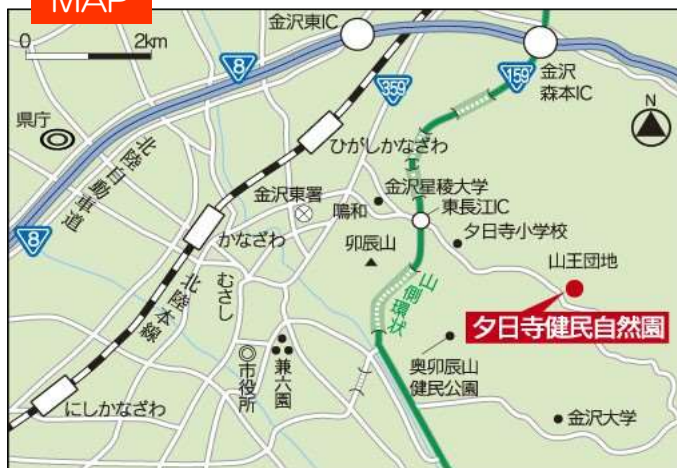 MAP
0 2km
金沢東IC
8
359
159
金沢
森本IC
N
県庁
北陸自動車道
ひがしかなざわ
金沢星稜大学
金沢東署
鳴和
東長江IC
夕日寺小学校
かなざわ
卯辰山
山王団地
8
北陸本線
むさし
山側環状
夕日寺健民自然園
市役所
兼六園
奥卯辰山
健民公園
にしかなざわ
金沢大学